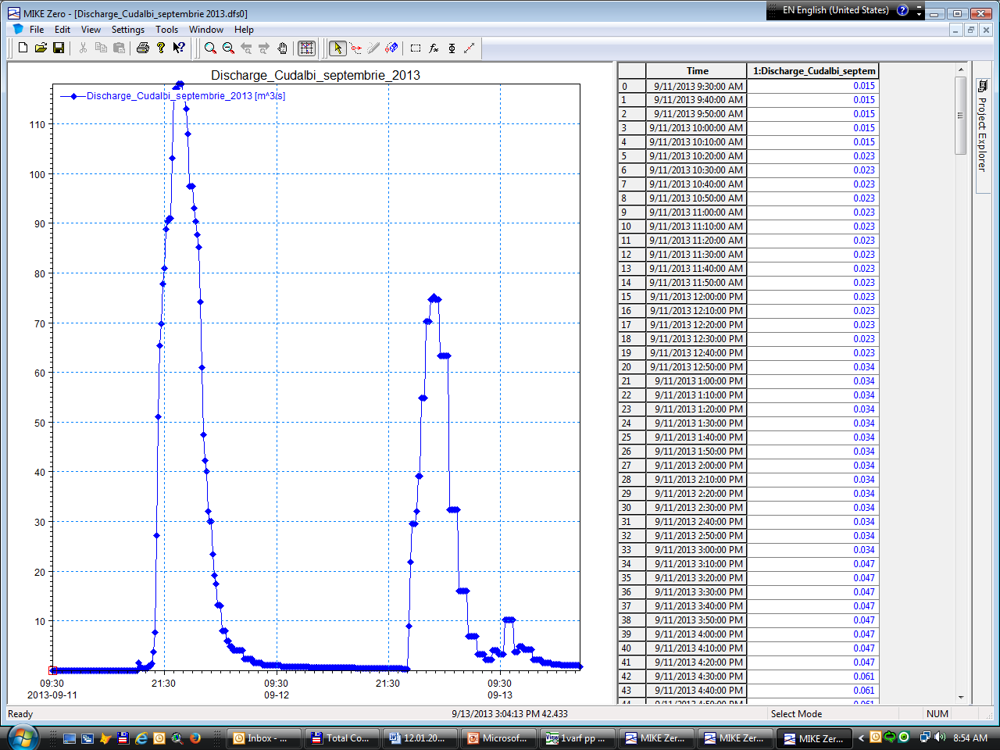 MIKE Zero - [Discharge_Cudalbi_septembrie 2013.dfs0]
EN English (United States)
File Edit View Settings Tools Window Help
Discharge_Cudalbi_septembrie_2013
Discharge_Cudalbi_septembrie_2013 [m^3/s]
110
100
90
80
70
60
50
40
30
20
10
09:30 21:30 09:30 21:30 09:30
2013-09-11 09-12 09-13
Time 1:Discharge_Cudalbi_septem
0 9/11/2013 9:30:00 AM 0.015
1 9/11/2013 9:40:00 AM 0.015
2 9/11/2013 9:50:00 AM 0.015
3 9/11/2013 10:00:00 AM 0.015
4 9/11/2013 10:10:00 AM 0.015
5 9/11/2013 10:20:00 AM 0.023
6 9/11/2013 10:30:00 AM 0.023
7 9/11/2013 10:40:00 AM 0.023
8 9/11/2013 10:50:00 AM 0.023
9 9/11/2013 11:00:00 AM 0.023
10 9/11/2013 11:10:00 AM 0.023
11 9/11/2013 11:20:00 AM 0.023
12 9/11/2013 11:30:00 AM 0.023
13 9/11/2013 11:40:00 AM 0.023
14 9/11/2013 11:50:00 AM 0.023
15 9/11/2013 12:00:00 PM 0.023
16 9/11/2013 12:10:00 PM 0.023
17 9/11/2013 12:20:00 PM 0.023
18 9/11/2013 12:30:00 PM 0.023
19 9/11/2013 12:40:00 PM 0.023
20 9/11/2013 12:50:00 PM 0.034
21 9/11/2013 1:00:00 PM 0.034
22 9/11/2013 1:10:00 PM 0.034
23 9/11/2013 1:20:00 PM 0.034
24 9/11/2013 1:30:00 PM 0.034
25 9/11/2013 1:40:00 PM 0.034
26 9/11/2013 1:50:00 PM 0.034
27 9/11/2013 2:00:00 PM 0.034
28 9/11/2013 2:10:00 PM 0.034
29 9/11/2013 2:20:00 PM 0.034
30 9/11/2013 2:30:00 PM 0.034
31 9/11/2013 2:40:00 PM 0.034
32 9/11/2013 2:50:00 PM 0.034
33 9/11/2013 3:00:00 PM 0.034
34 9/11/2013 3:10:00 PM 0.047
35 9/11/2013 3:20:00 PM 0.047
36 9/11/2013 3:30:00 PM 0.047
37 9/11/2013 3:40:00 PM 0.047
38 9/11/2013 3:50:00 PM 0.047
39 9/11/2013 4:00:00 PM 0.047
40 9/11/2013 4:10:00 PM 0.047
41 9/11/2013 4:20:00 PM 0.047
42 9/11/2013 4:30:00 PM 0.061
43 9/11/2013 4:40:00 PM 0.061
44 9/11/2013 4:50:00 PM 0.061
Project Explorer
Ready 9/13/2013 3:04:13 PM 42.433 Select Mode NUM
Inbox - ... Total Co... 12.01.20... Microsof... 1varf pp ... MIKE Zer... MIKE Zer... MIKE Zer... 8:54 AM